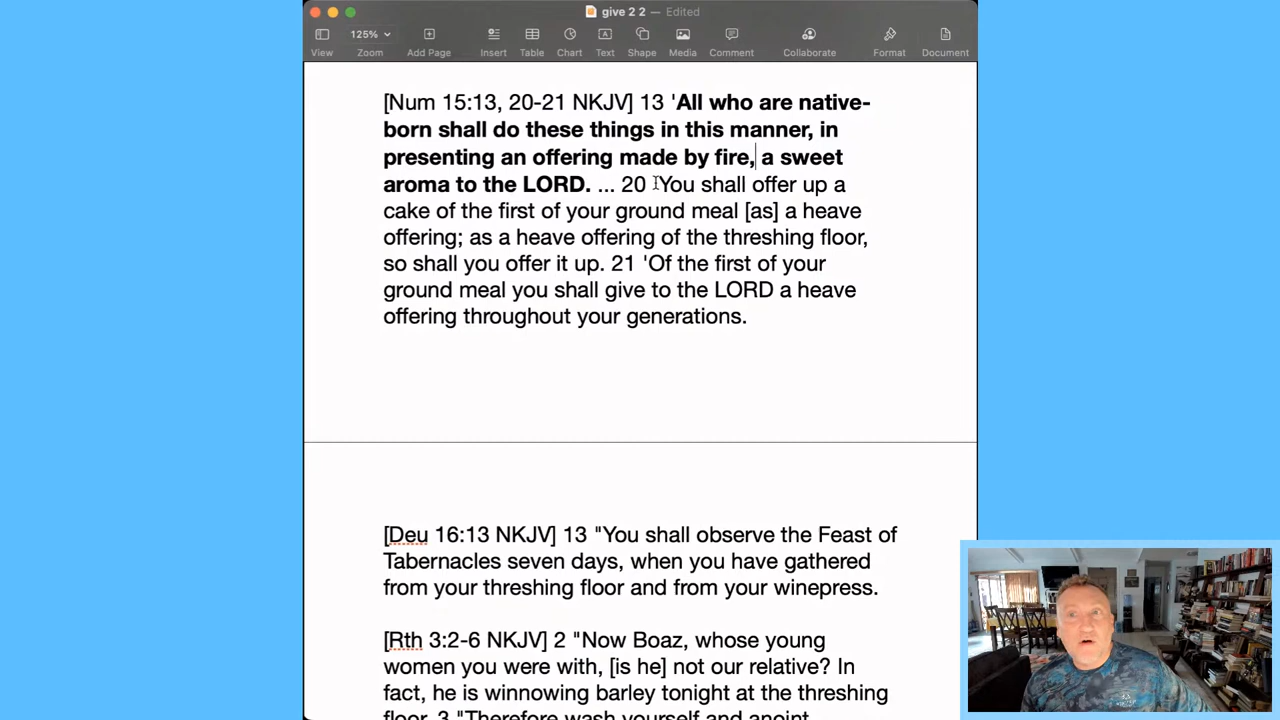 give 2 2 — Edited
125%
View Zoom Add Page Insert Table Chart Text Shape Media Comment Collaborate Format Document
[Num 15:13, 20-21 NKJV] 13 'All who are native-
born shall do these things in this manner, in
presenting an offering made by fire, a sweet
aroma to the LORD. ... 20 'You shall offer up a
cake of the first of your ground meal [as] a heave
offering; as a heave offering of the threshing floor,
so shall you offer it up. 21 'Of the first of your
ground meal you shall give to the LORD a heave
offering throughout your generations.
[Deu 16:13 NKJV] 13 "You shall observe the Feast of
Tabernacles seven days, when you have gathered
from your threshing floor and from your winepress.
[Rth 3:2-6 NKJV] 2 "Now Boaz, whose young
women you were with, [is he] not our relative? In
fact, he is winnowing barley tonight at the threshing
floor. 3 "Therefore wash yourself and anoint